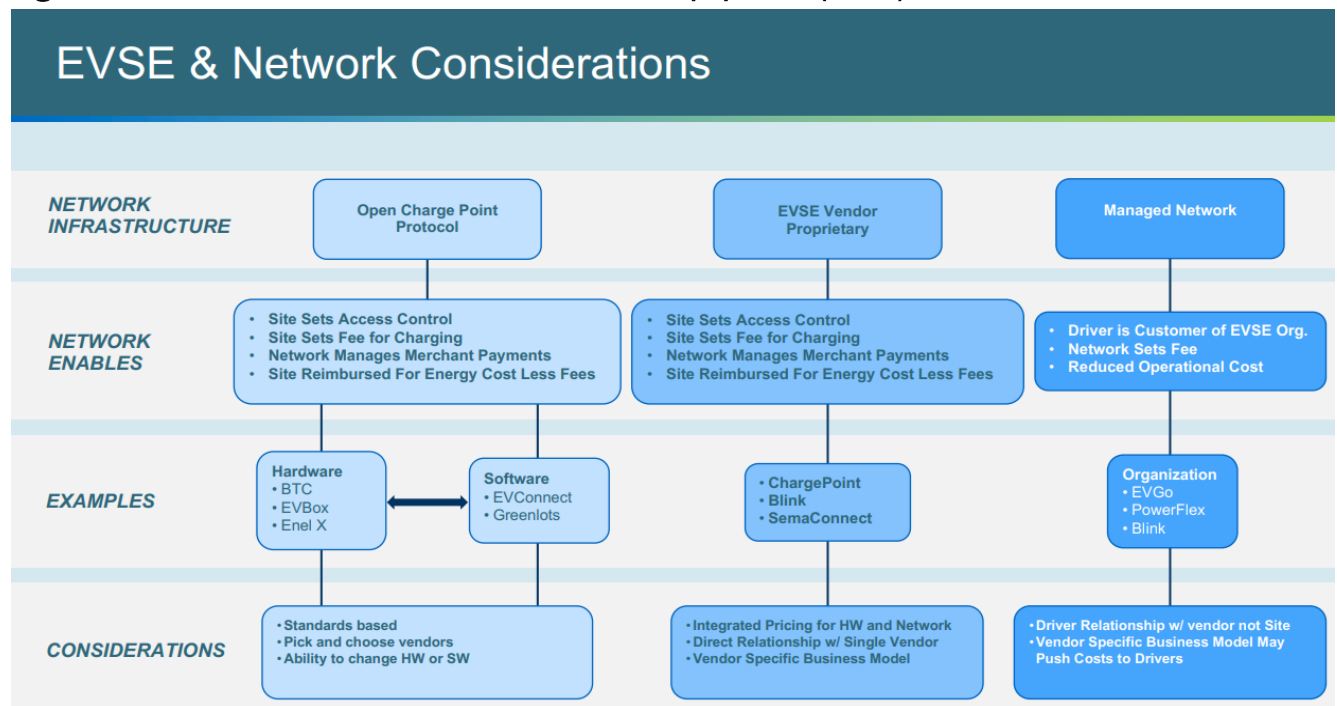 EVSE & Network Considerations
NETWORK
INFRASTRUCTURE
Open Charge Point
Protocol
EVSE Vendor
Proprietary
Managed Network
NETWORK
ENABLES
• Site Sets Access Control
• Site Sets Fee for Charging
• Network Manages Merchant Payments
• Site Reimbursed For Energy Cost Less Fees
• Site Sets Access Control
• Site Sets Fee for Charging
• Network Manages Merchant Payments
• Site Reimbursed For Energy Cost Less Fees
• Driver is Customer of EVSE Org.
• Network Sets Fee
• Reduced Operational Cost
EXAMPLES
Hardware
• BTC
• EVBox
• Enel X
Software
• EVConnect
• Greenlots
• ChargePoint
• Blink
• SemaConnect
Organization
• EVGo
• PowerFlex
• Blink
CONSIDERATIONS
• Standards based
• Pick and choose vendors
• Ability to change HW or SW
• Integrated Pricing for HW and Network
• Direct Relationship w/ Single Vendor
• Vendor Specific Business Model
• Driver Relationship w/ vendor not Site
• Vendor Specific Business Model May
Push Costs to Drivers